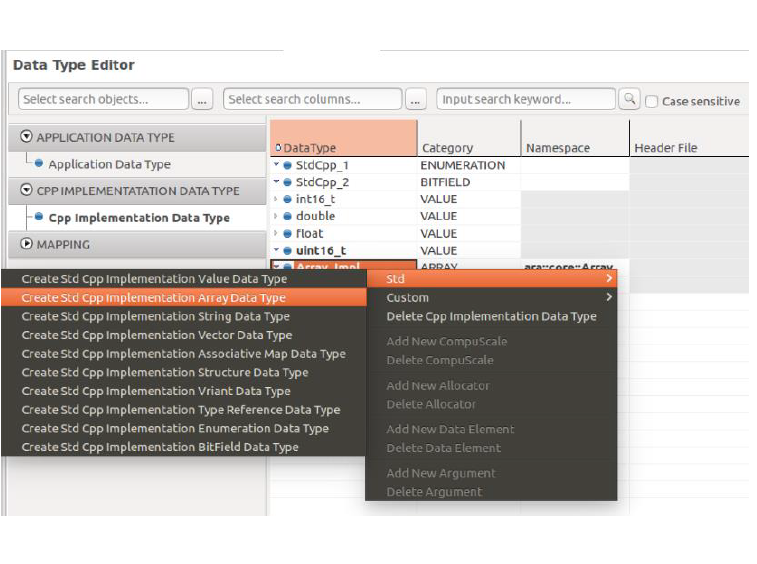 Data Type Editor
Select search objects... ... Select search columns... ... Input search keyword... Case sensitive
APPLICATION DATA TYPE
Application Data Type
CPP IMPLEMENTATATION DATA TYPE
Cpp Implementation Data Type
MAPPING
DataType Category Namespace Header File
StdCpp_1 ENUMERATION
StdCpp_2 BITFIELD
int16_t VALUE
double VALUE
float VALUE
uint16_t VALUE
Array_Impl ARRAY ara::core::Array
Create Std Cpp Implementation Value Data Type
Create Std Cpp Implementation Array Data Type
Create Std Cpp Implementation String Data Type
Create Std Cpp Implementation Vector Data Type
Create Std Cpp Implementation Associative Map Data Type
Create Std Cpp Implementation Structure Data Type
Create Std Cpp Implementation Vriant Data Type
Create Std Cpp Implementation Type Reference Data Type
Create Std Cpp Implementation Enumeration Data Type
Create Std Cpp Implementation BitField Data Type
Std
Custom
Delete Cpp Implementation Data Type
Add New CompuScale
Delete CompuScale
Add New Allocator
Delete Allocator
Add New Data Element
Delete Data Element
Add New Argument
Delete Argument